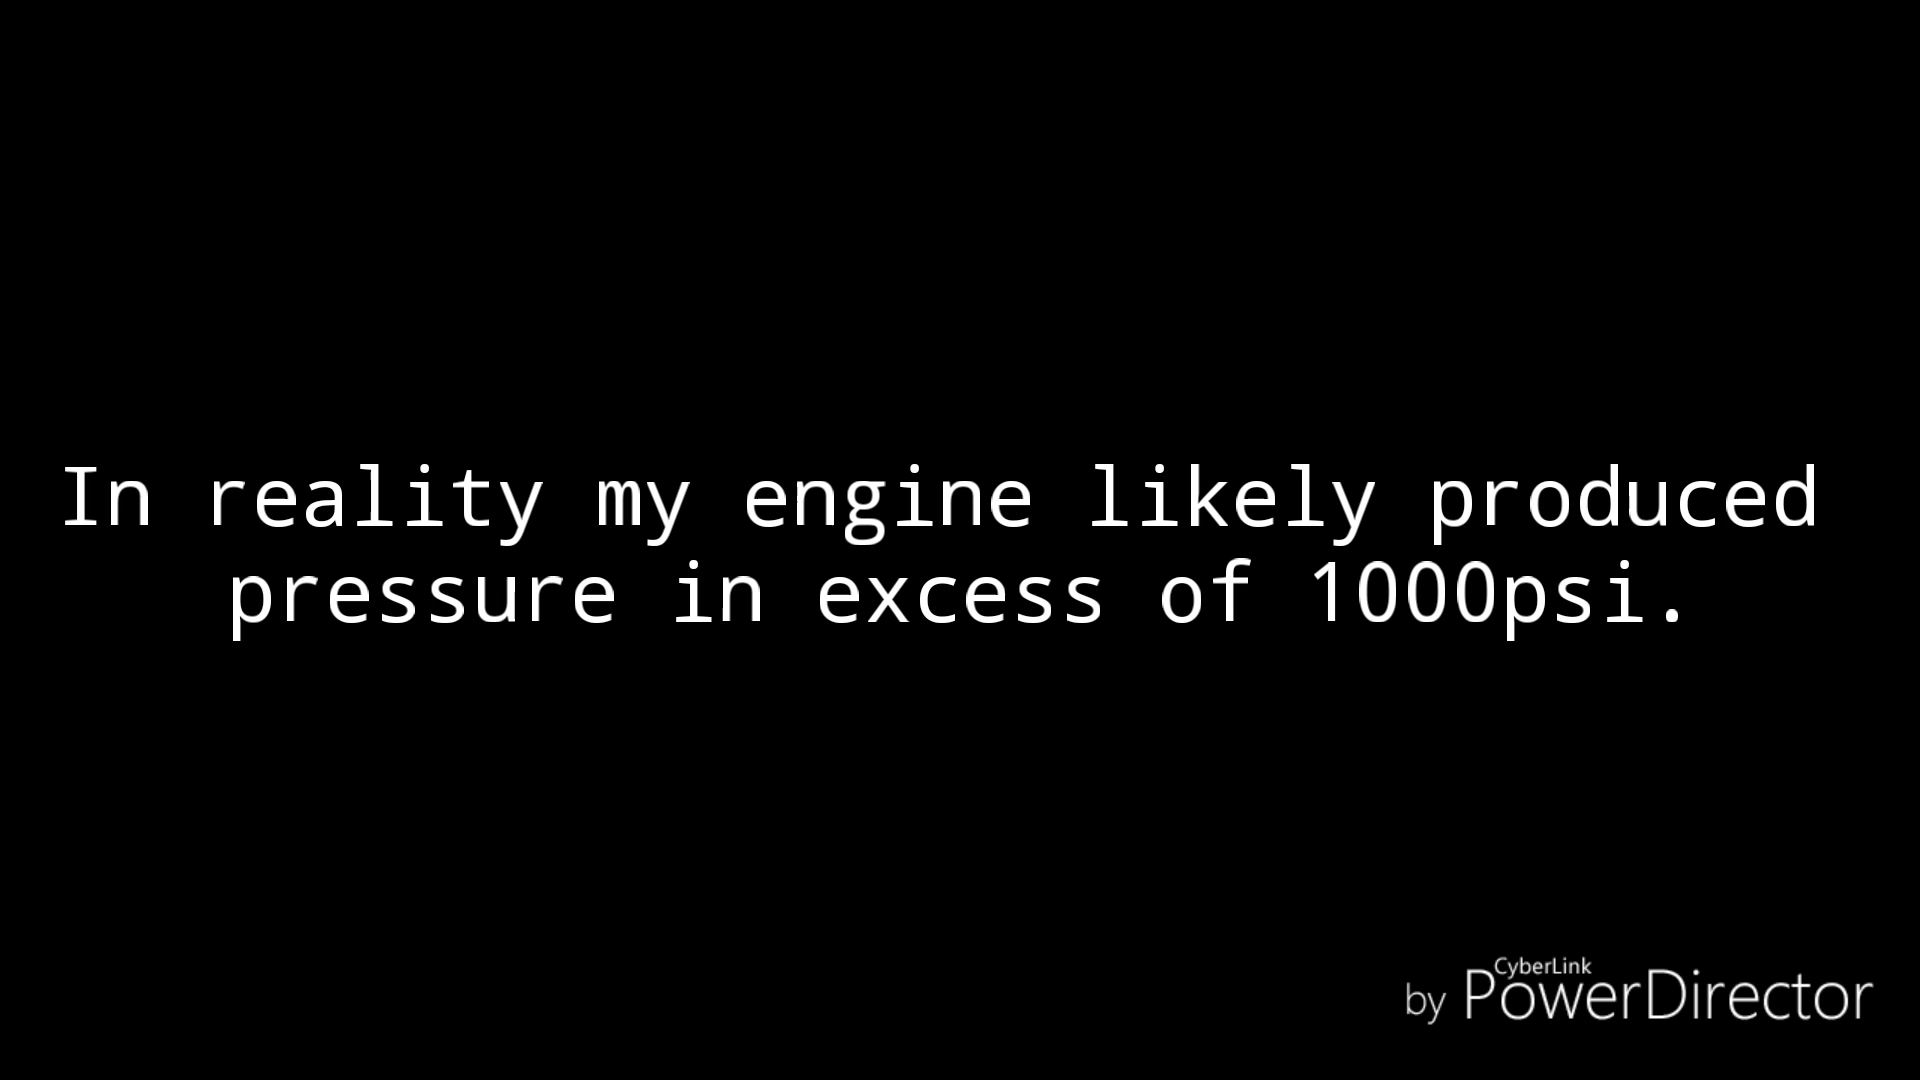 In reality my engine likely produced
pressure in excess of 1000psi.
by CyberLink PowerDirector